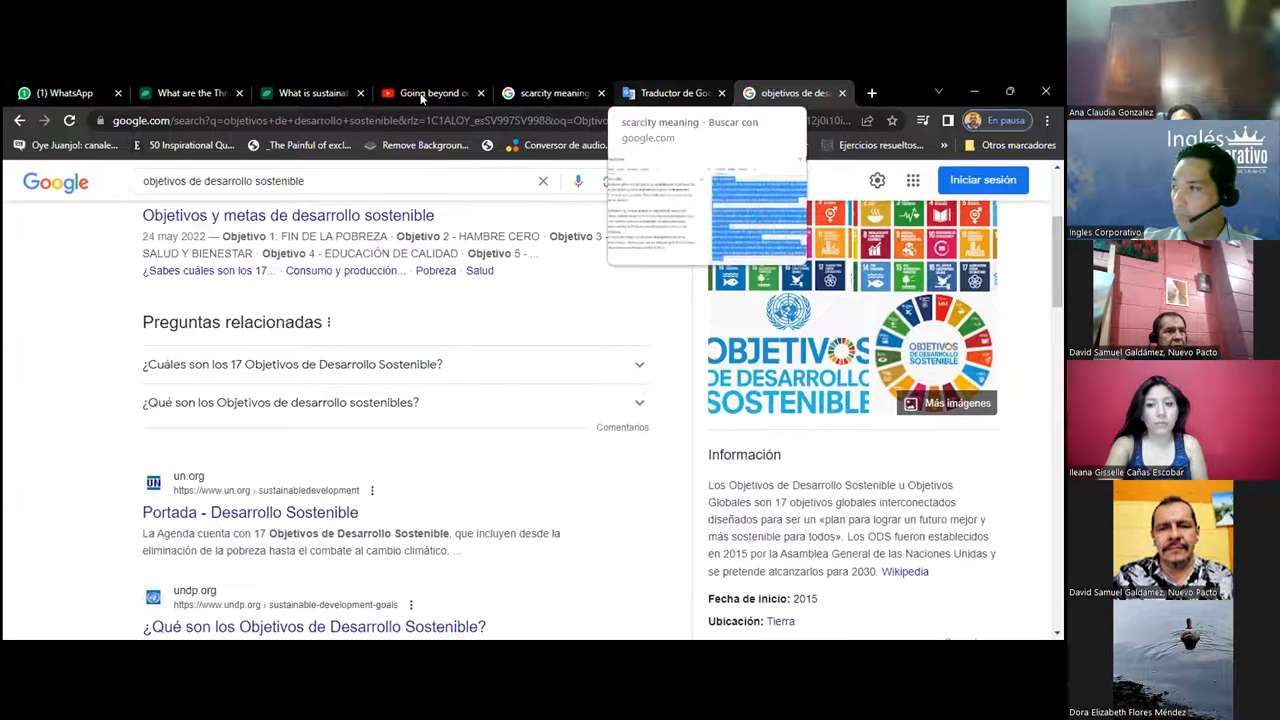 (1) WhatsApp
What are the Thr
What is sustainal
Going beyond o
scarcity meaning
Traductor de Goo
objetivos de desa
google.com/search?q=objetivos+de+desarrollo+sostenible&rlz=1C1ALOY_esSV997SV998&oq=Objetivo
12j0i10i...
En pausa
Oye Juanjo!: canale...
50 Inspirational Qu...
_The Painful of excl...
Remove Backgroun...
Conversor de audio...
Ejercicios resueltos...
Otros marcadores
scarcity meaning - Buscar con
google.com
Google
objetivos de desarrollo sostenible
Iniciar sesión
Objetivos y metas de desarrollo sostenible
24 may 2022 — Objetivo 1: FIN DE LA POBREZA · Objetivo 2 - HAMBRE CERO · Objetivo 3 -
SALUD Y BIENESTAR · Objetivo 4 - EDUCACIÓN DE CALIDAD · Objetivo 5 - ...
¿Sabes cuáles son los 17... · Consumo y producción... · Pobreza · Salud
Preguntas relacionadas
¿Cuáles son los 17 Objetivos de Desarrollo Sostenible?
¿Qué son los Objetivos de desarrollo sostenibles?
Comentarios
UN
un.org
https://www.un.org › sustainabledevelopment
Portada - Desarrollo Sostenible
La Agenda cuenta con 17 Objetivos de Desarrollo Sostenible, que incluyen desde la
eliminación de la pobreza hasta el combate al cambio climático. ...
undp.org
https://www.undp.org › sustainable-development-goals
¿Qué son los Objetivos de Desarrollo Sostenible?
OBJETIVOS
DE DESARROLLO
SOSTENIBLE
OBJETIVOS
DE DESARROLLO
SOSTENIBLE
Más imágenes
Información
Los Objetivos de Desarrollo Sostenible u Objetivos
Globales son 17 objetivos globales interconectados
diseñados para ser un «plan para lograr un futuro mejor y
más sostenible para todos». Los ODS fueron establecidos
en 2015 por la Asamblea General de las Naciones Unidas y
se pretende alcanzarlos para 2030. Wikipedia
Fecha de inicio: 2015
Ubicación: Tierra
Ana Claudia Gonzalez
Inglés
rporativo
S.A. de C.V.
Ingles Corporativo,
David Samuel Galdámez, Nuevo Pacto
Ileana Gisselle Cañas Escobar
David Samuel Galdámez, Nuevo Pacto
Dora Elizabeth Flores Méndez